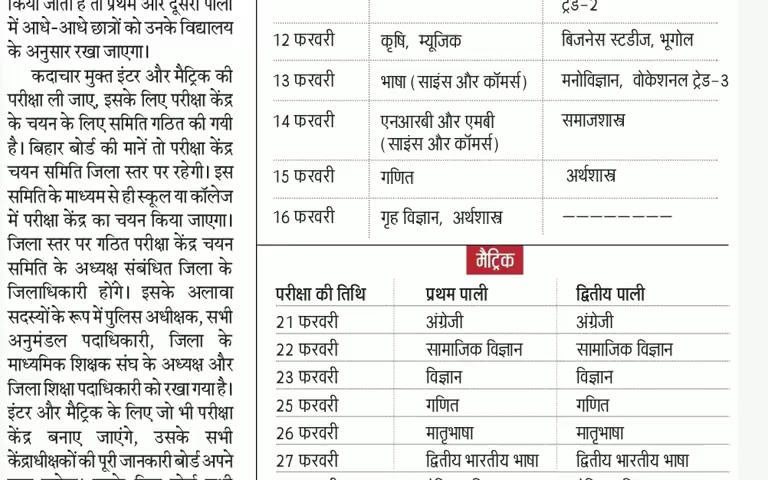 किया जाता है तो प्रथम और दूसरी पाली
में आधे-आधे छात्रों को उनके विद्यालय
के अनुसार रखा जाएगा।
कदाचार मुक्त इंटर और मैट्रिक की
परीक्षा ली जाए, इसके लिए परीक्षा केंद्र
के चयन के लिए समिति गठित की गयी
है। बिहार बोर्ड की मानें तो परीक्षा केंद्र
चयन समिति जिला स्तर पर रहेगी। इस
समिति के माध्यम से ही स्कूल या कॉलेज
में परीक्षा केंद्र का चयन किया जाएगा।
जिला स्तर पर गठित परीक्षा केंद्र चयन
समिति के अध्यक्ष संबंधित जिला के
जिलाधिकारी होंगे। इसके अलावा
सदस्यों के रूप में पुलिस अधीक्षक, सभी
अनुमंडल पदाधिकारी, जिला के
माध्यमिक शिक्षक संघ के अध्यक्ष और
जिला शिक्षा पदाधिकारी को रखा गया है।
इंटर और मैट्रिक के लिए जो भी परीक्षा
केंद्र बनाए जाएंगे, उसके सभी
केंद्राधीक्षकों की पूरी जानकारी बोर्ड अपने
ट्रेड-2
12 फरवरी कृषि, म्यूजिक बिजनेस स्टडीज, भूगोल
13 फरवरी भाषा (साइंस और कॉमर्स) मनोविज्ञान, वोकेशनल ट्रेड-3
14 फरवरी एनआरबी और एमबी समाजशास्त्र
(साइंस और कॉमर्स)
15 फरवरी गणित अर्थशास्त्र
16 फरवरी गृह विज्ञान, अर्थशास्त्र --------
मैट्रिक
परीक्षा की तिथि प्रथम पाली द्वितीय पाली
21 फरवरी अंग्रेजी अंग्रेजी
22 फरवरी सामाजिक विज्ञान सामाजिक विज्ञान
23 फरवरी विज्ञान विज्ञान
25 फरवरी गणित गणित
26 फरवरी मातृभाषा मातृभाषा
27 फरवरी द्वितीय भारतीय भाषा द्वितीय भारतीय भाषा